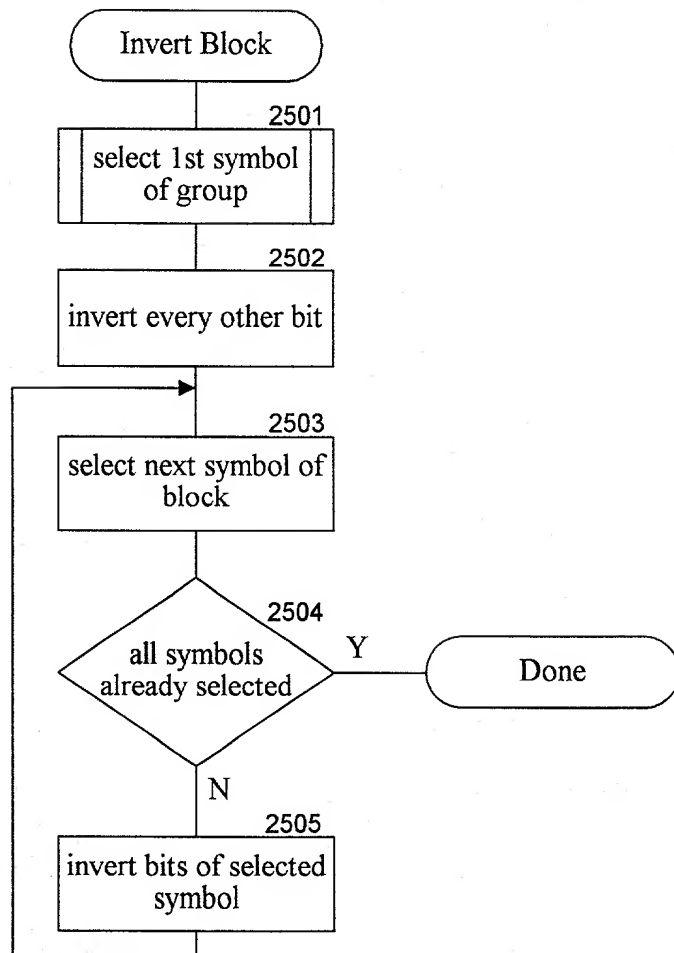 Invert Block
2501
select 1st symbol
of group
2502
invert every other bit
2503
select next symbol of
block
2504
all symbols
already selected
Y
Done
N
2505
invert bits of selected
symbol